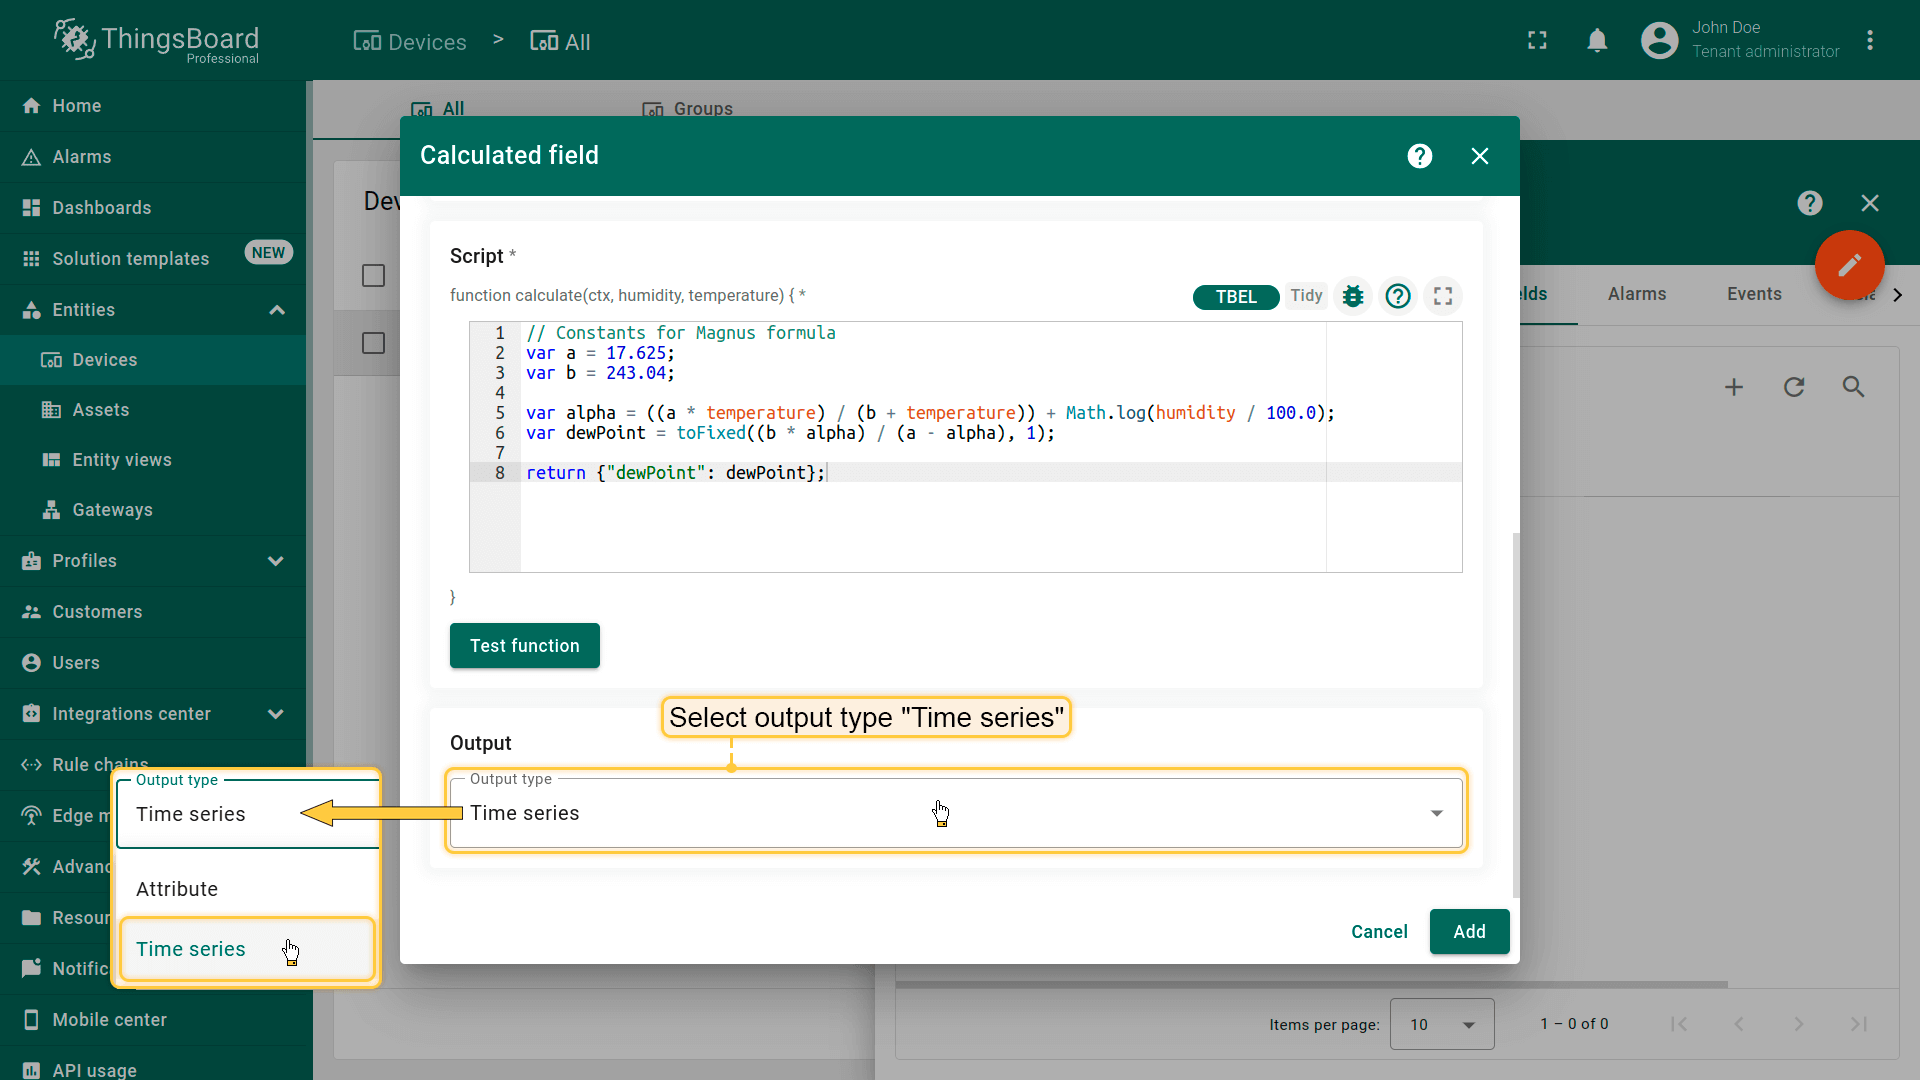 ThingsBoard
Professional
Devices > All
John Doe
Tenant administrator
Home
Alarms
Dashboards
Solution templates NEW
Entities
Devices
Assets
Entity views
Gateways
Profiles
Customers
Users
Integrations center
Rule chains
Edge m
Advanc
Resour
Notific
Mobile center
API usage
All Groups
Dev
Calculated field
Script *
function calculate(ctx, humidity, temperature) { *
TBEL Tidy
1 // Constants for Magnus formula
2 var a = 17.625;
3 var b = 243.04;
4
5 var alpha = ((a * temperature) / (b + temperature)) + Math.log(humidity / 100.0);
6 var dewPoint = toFixed((b * alpha) / (a - alpha), 1);
7
8 return {"dewPoint": dewPoint};
}
Test function
Select output type "Time series"
Output
Output type
Time series
Output type
Time series
Attribute
Time series
Cancel Add
elds Alarms Events
Items per page: 10 1 – 0 of 0